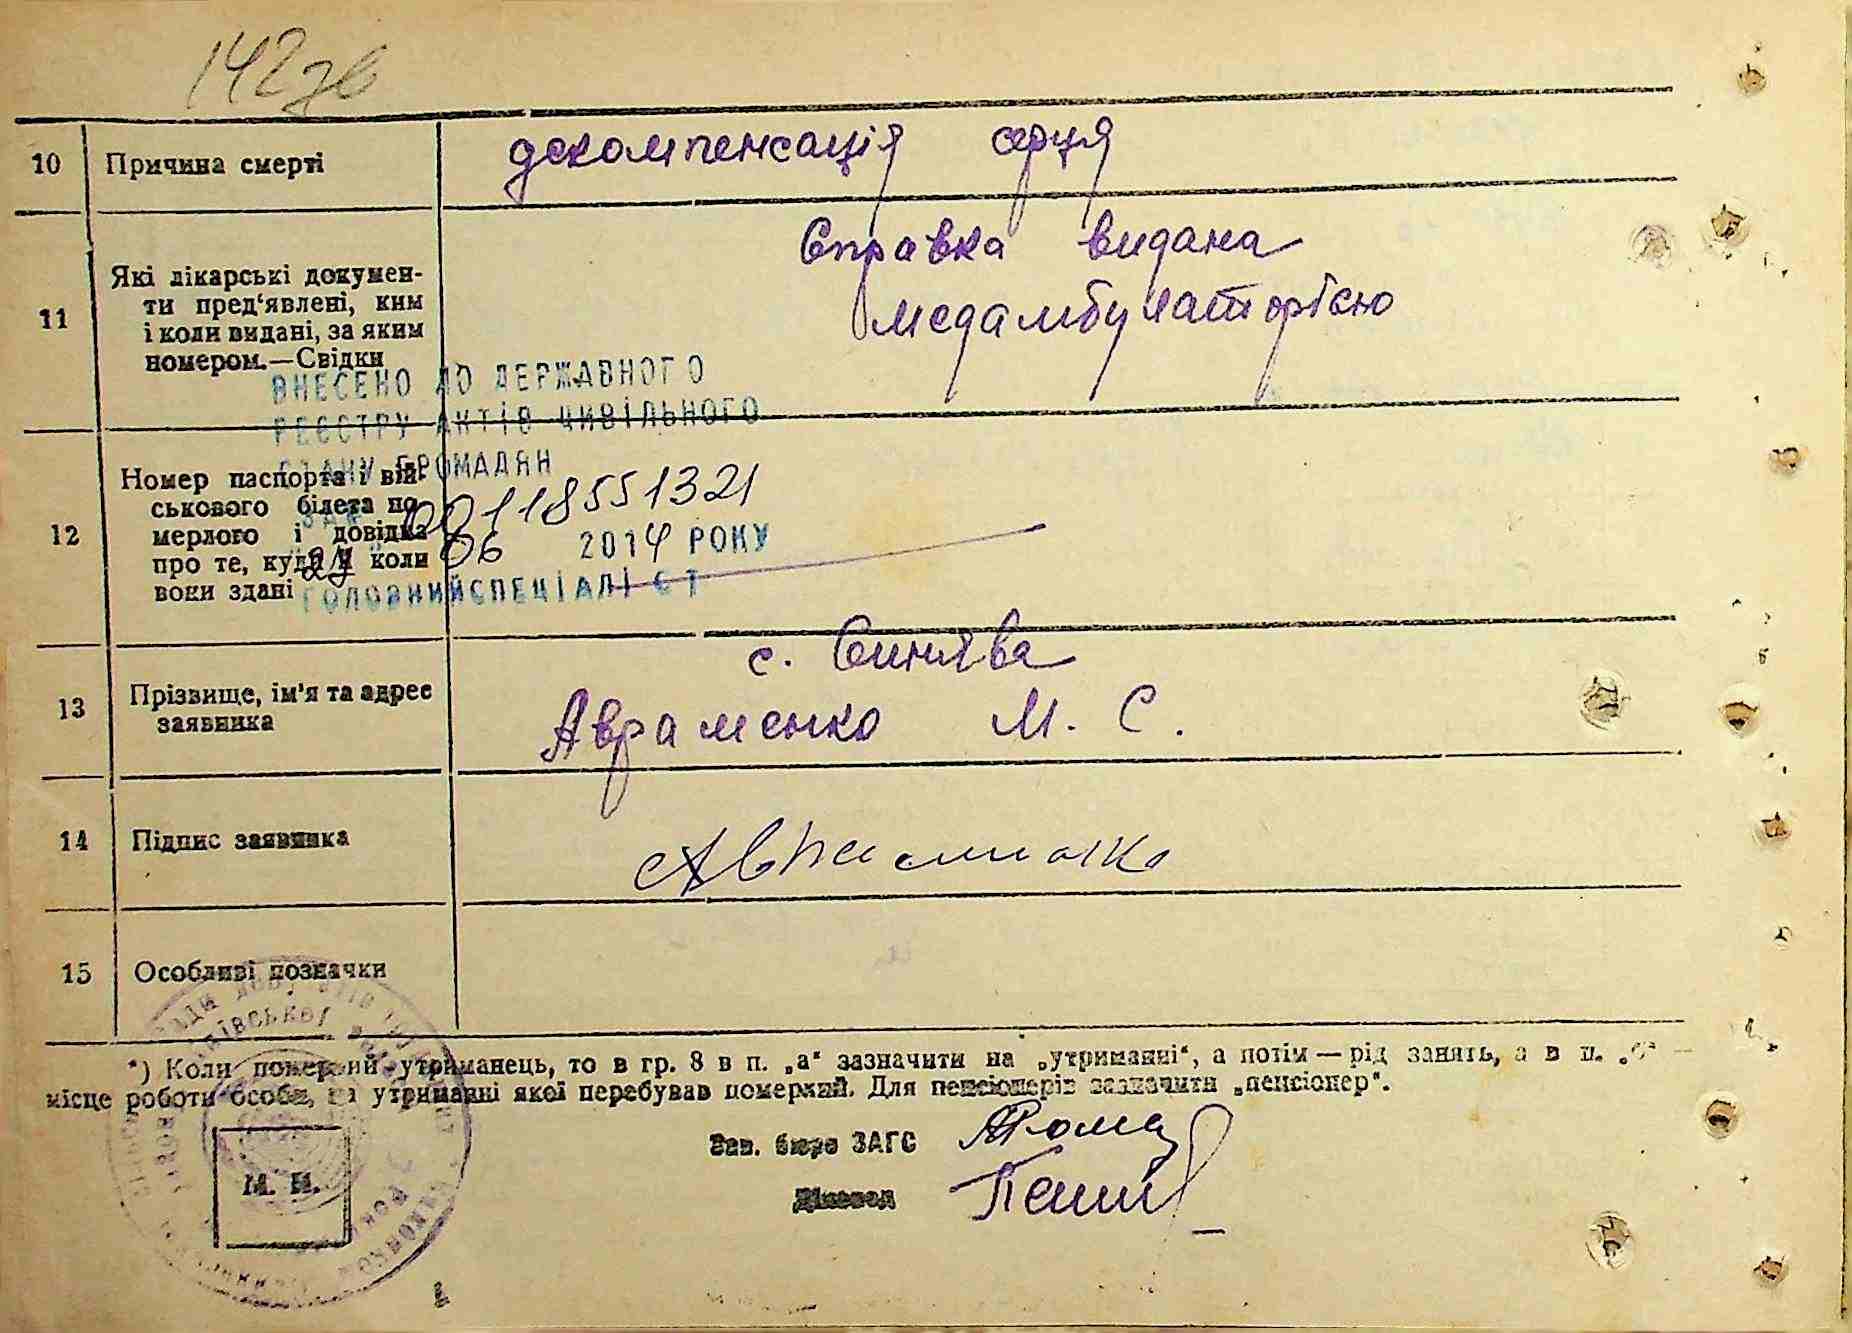 142зв
10 Причина смерті декомпенсація серця
11 Які лікарські докумен-
ти пред'явлені, ким
і коли видані, за яким
номером.—Свідки
Справка видана
медамбулаторією
ВНЕСЕНО ДО ДЕРЖАВНОГО
РЕЄСТРУ АКТІВ ЦИВІЛЬНОГО
СТАНУ ГРОМАДЯН
00118551321
06 2014 РОКУ
ГОЛОВНИЙ СПЕЦІАЛІСТ
12 Номер паспорта і вій-
ськового білета по-
мерлого і довідка
про те, куди й коли
вони здані
13 Прізвище, ім'я та адрес
заявника
с. Синява
Авраменко М. С.
14 Підпис заявника
15 Особливі позначки
*) Коли померлий утриманець, то в гр. 8 в п. „а" зазначити на „утриманні", а потім — рід занять, а в п. „б" —
місце роботи особи, на утриманні якої перебував померлий. Для пенсіонерів зазначити „пенсіонер".
Зав. бюро ЗАГС
Діловод
М. П.